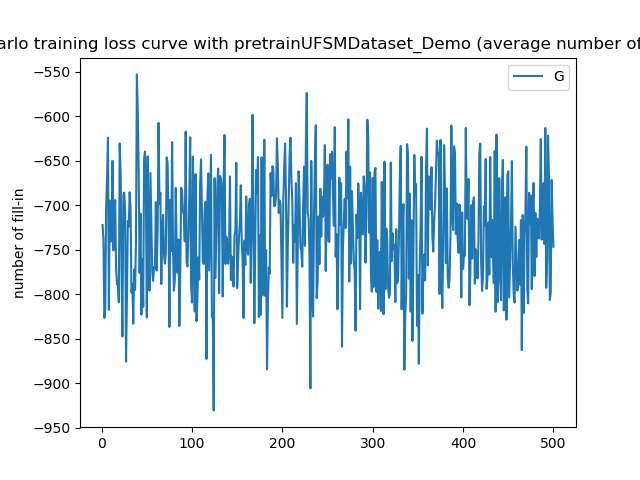 arlo training loss curve with pretrainUFSMDataset_Demo (average number of
G
number of fill-in
−550
−600
−650
−700
−750
−800
−850
−900
−950
0 100 200 300 400 500